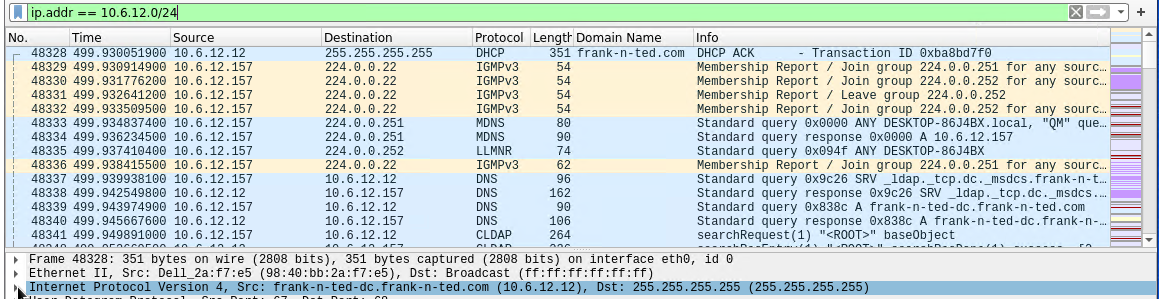 ip.addr == 10.6.12.0/24
No. Time Source Destination Protocol Length Domain Name Info
48328 499.930051900 10.6.12.12 255.255.255.255 DHCP 351 frank-n-ted.com DHCP ACK - Transaction ID 0xba8bd7f0
48329 499.930914900 10.6.12.157 224.0.0.22 IGMPv3 54 Membership Report / Join group 224.0.0.251 for any sourc…
48330 499.931776200 10.6.12.157 224.0.0.22 IGMPv3 54 Membership Report / Join group 224.0.0.252 for any sourc…
48331 499.932641200 10.6.12.157 224.0.0.22 IGMPv3 54 Membership Report / Leave group 224.0.0.252
48332 499.933509500 10.6.12.157 224.0.0.22 IGMPv3 54 Membership Report / Join group 224.0.0.252 for any sourc…
48333 499.934837400 10.6.12.157 224.0.0.251 MDNS 80 Standard query 0x0000 ANY DESKTOP-86J4BX.local, "QM" que…
48334 499.936234500 10.6.12.157 224.0.0.251 MDNS 90 Standard query response 0x0000 A 10.6.12.157
48335 499.937410400 10.6.12.157 224.0.0.252 LLMNR 74 Standard query 0x094f ANY DESKTOP-86J4BX
48336 499.938415500 10.6.12.157 224.0.0.22 IGMPv3 62 Membership Report / Join group 224.0.0.251 for any sourc…
48337 499.939938100 10.6.12.157 10.6.12.12 DNS 96 Standard query 0x9c26 SRV _ldap._tcp.dc._msdcs.frank-n-t…
48338 499.942549800 10.6.12.12 10.6.12.157 DNS 162 Standard query response 0x9c26 SRV _ldap._tcp.dc._msdcs.…
48339 499.943974900 10.6.12.157 10.6.12.12 DNS 90 Standard query 0x838c A frank-n-ted-dc.frank-n-ted.com
48340 499.945667600 10.6.12.12 10.6.12.157 DNS 106 Standard query response 0x838c A frank-n-ted-dc.frank-n-…
48341 499.949891000 10.6.12.157 10.6.12.12 CLDAP 264 searchRequest(1) "<ROOT>" baseObject
Frame 48328: 351 bytes on wire (2808 bits), 351 bytes captured (2808 bits) on interface eth0, id 0
Ethernet II, Src: Dell_2a:f7:e5 (98:40:bb:2a:f7:e5), Dst: Broadcast (ff:ff:ff:ff:ff:ff)
Internet Protocol Version 4, Src: frank-n-ted-dc.frank-n-ted.com (10.6.12.12), Dst: 255.255.255.255 (255.255.255.255)